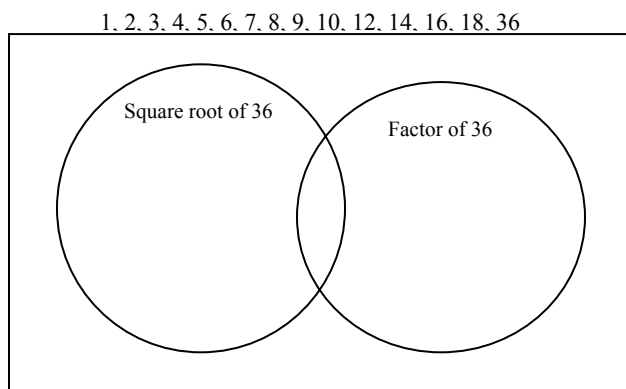 1, 2, 3, 4, 5, 6, 7, 8, 9, 10, 12, 14, 16, 18, 36
Square root of 36
Factor of 36